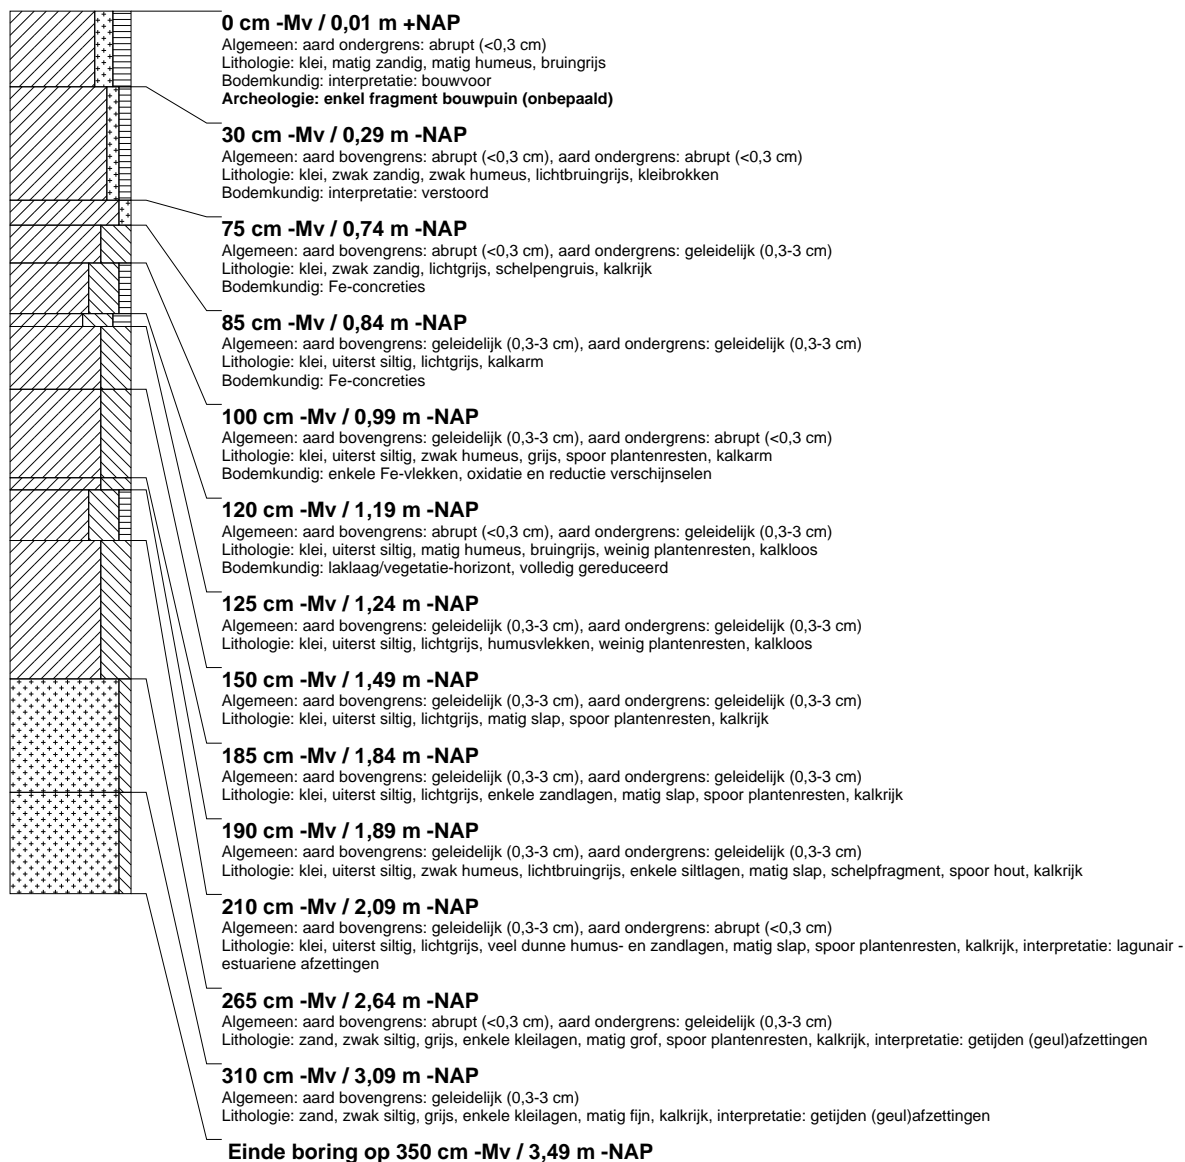 0 cm -Mv / 0,01 m +NAP
Algemeen: aard ondergrens: abrupt (<0,3 cm)
Lithologie: klei, matig zandig, matig humeus, bruingrijs
Bodemkundig: interpretatie: bouwvoor
Archeologie: enkel fragment bouwpuin (onbepaald)
30 cm -Mv / 0,29 m -NAP
Algemeen: aard bovengrens: abrupt (<0,3 cm), aard ondergrens: abrupt (<0,3 cm)
Lithologie: klei, zwak zandig, zwak humeus, lichtbruingrijs, kleibrokken
Bodemkundig: interpretatie: verstoord
75 cm -Mv / 0,74 m -NAP
Algemeen: aard bovengrens: abrupt (<0,3 cm), aard ondergrens: geleidelijk (0,3-3 cm)
Lithologie: klei, zwak zandig, lichtgrijs, schelpengruis, kalkrijk
Bodemkundig: Fe-concreties
85 cm -Mv / 0,84 m -NAP
Algemeen: aard bovengrens: geleidelijk (0,3-3 cm), aard ondergrens: geleidelijk (0,3-3 cm)
Lithologie: klei, uiterst siltig, lichtgrijs, kalkarm
Bodemkundig: Fe-concreties
100 cm -Mv / 0,99 m -NAP
Algemeen: aard bovengrens: geleidelijk (0,3-3 cm), aard ondergrens: abrupt (<0,3 cm)
Lithologie: klei, uiterst siltig, zwak humeus, grijs, spoor plantenresten, kalkarm
Bodemkundig: enkele Fe-vlekken, oxidatie en reductie verschijnselen
120 cm -Mv / 1,19 m -NAP
Algemeen: aard bovengrens: abrupt (<0,3 cm), aard ondergrens: geleidelijk (0,3-3 cm)
Lithologie: klei, uiterst siltig, matig humeus, bruingrijs, weinig plantenresten, kalkloos
Bodemkundig: laklaag/vegetatie-horizont, volledig gereduceerd
125 cm -Mv / 1,24 m -NAP
Algemeen: aard bovengrens: geleidelijk (0,3-3 cm), aard ondergrens: geleidelijk (0,3-3 cm)
Lithologie: klei, uiterst siltig, lichtgrijs, humusvlekken, weinig plantenresten, kalkloos
150 cm -Mv / 1,49 m -NAP
Algemeen: aard bovengrens: geleidelijk (0,3-3 cm), aard ondergrens: geleidelijk (0,3-3 cm)
Lithologie: klei, uiterst siltig, lichtgrijs, matig slap, spoor plantenresten, kalkrijk
185 cm -Mv / 1,84 m -NAP
Algemeen: aard bovengrens: geleidelijk (0,3-3 cm), aard ondergrens: geleidelijk (0,3-3 cm)
Lithologie: klei, uiterst siltig, lichtgrijs, enkele zandlagen, matig slap, spoor plantenresten, kalkrijk
190 cm -Mv / 1,89 m -NAP
Algemeen: aard bovengrens: geleidelijk (0,3-3 cm), aard ondergrens: geleidelijk (0,3-3 cm)
Lithologie: klei, uiterst siltig, zwak humeus, lichtbruingrijs, enkele siltlagen, matig slap, schelpfragment, spoor hout, kalkrijk
210 cm -Mv / 2,09 m -NAP
Algemeen: aard bovengrens: geleidelijk (0,3-3 cm), aard ondergrens: abrupt (<0,3 cm)
Lithologie: klei, uiterst siltig, lichtgrijs, veel dunne humus- en zandlagen, matig slap, spoor plantenresten, kalkrijk, interpretatie: lagunair -
estuariene afzettingen
265 cm -Mv / 2,64 m -NAP
Algemeen: aard bovengrens: abrupt (<0,3 cm), aard ondergrens: geleidelijk (0,3-3 cm)
Lithologie: zand, zwak siltig, grijs, enkele kleilagen, matig grof, spoor plantenresten, kalkrijk, interpretatie: getijden (geul)afzettingen
310 cm -Mv / 3,09 m -NAP
Algemeen: aard bovengrens: geleidelijk (0,3-3 cm)
Lithologie: zand, zwak siltig, grijs, enkele kleilagen, matig fijn, kalkrijk, interpretatie: getijden (geul)afzettingen
Einde boring op 350 cm -Mv / 3,49 m -NAP